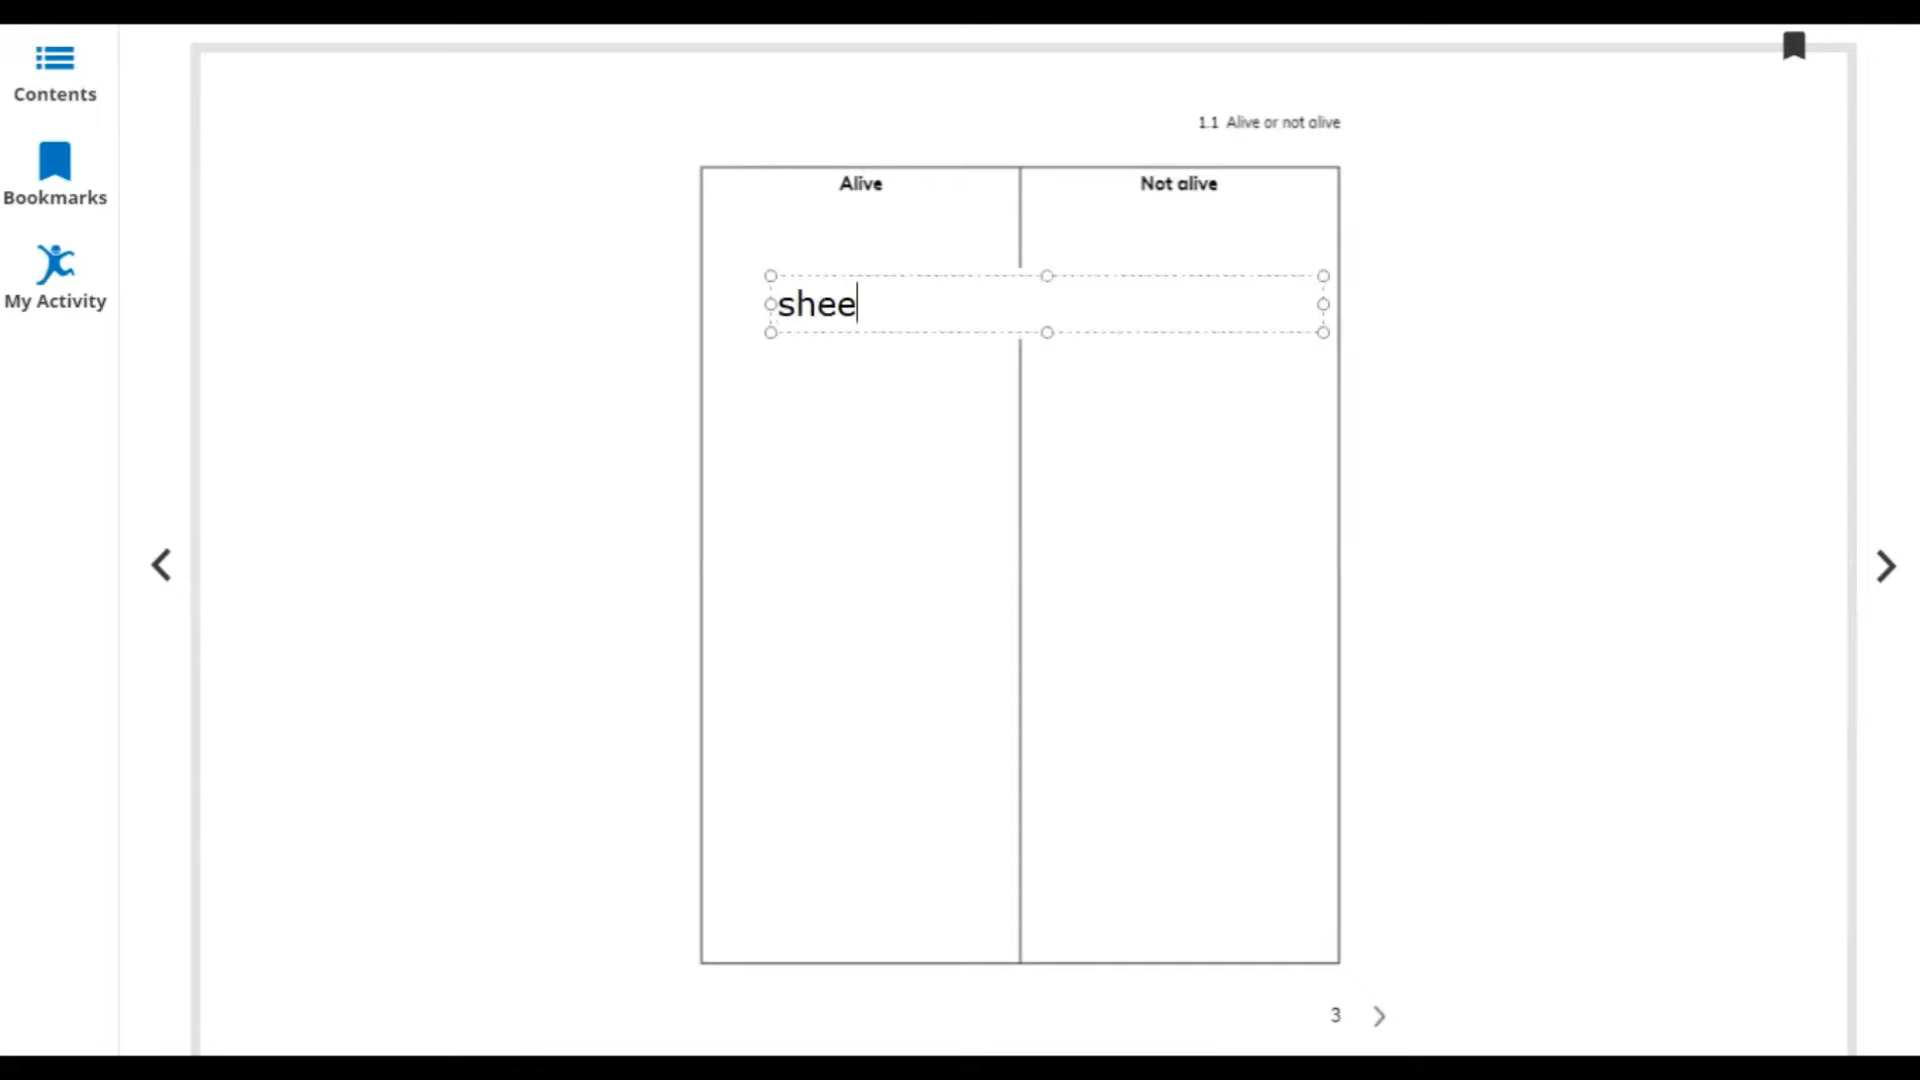 Contents
Bookmarks
My Activity
1.1 Alive or not alive
Alive
Not alive
shee
3